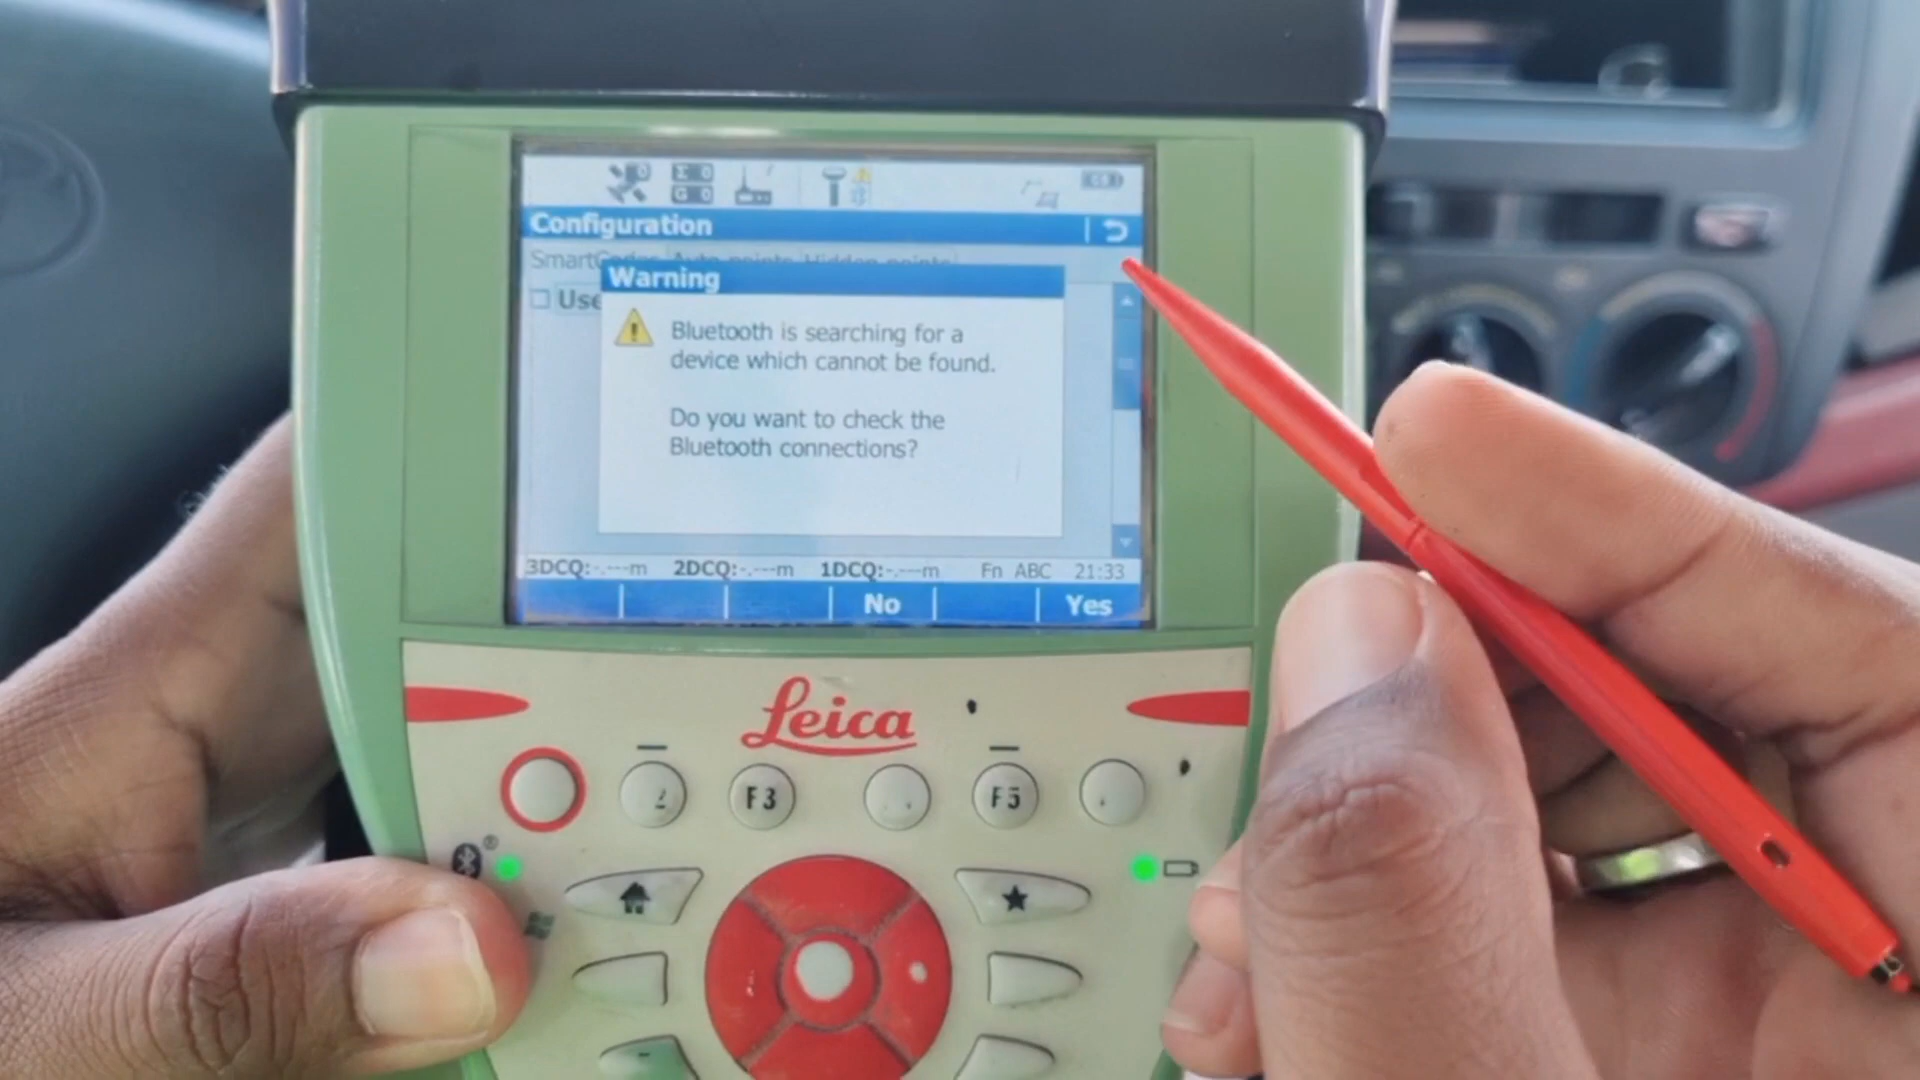 Configuration
SmartCodes Auto points Hidden points
Warning
Use
Bluetooth is searching for a
device which cannot be found.
Do you want to check the
Bluetooth connections?
3DCQ:-.---m 2DCQ:-.---m 1DCQ:-.---m Fn ABC 21:33
No Yes
Leica
F3 F5
®